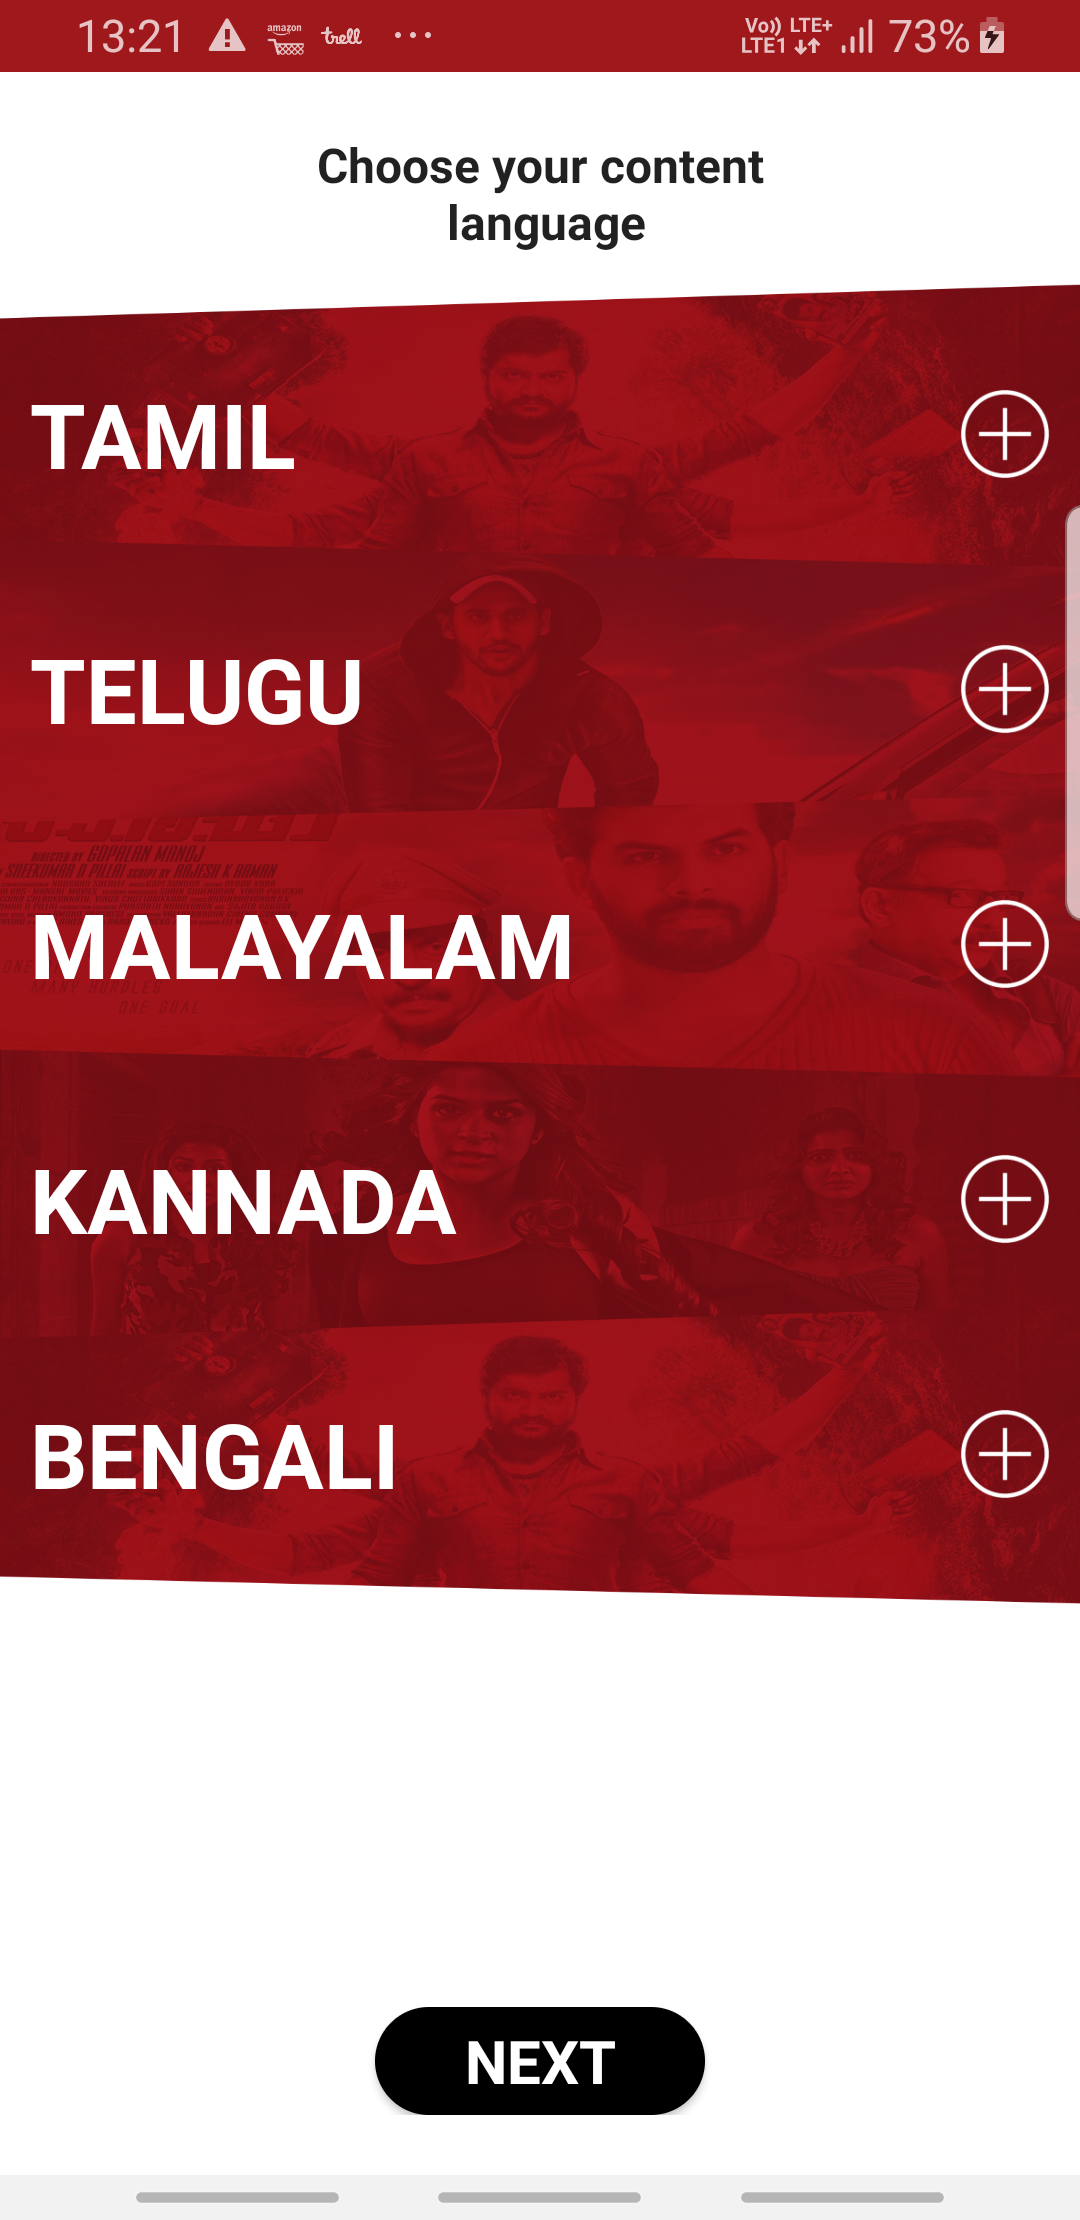 13:21 amazon trell ... Vo)) LTE+ LTE1 73%
Choose your content
language
TAMIL
TELUGU
DIRECTED BY GOPALAN MANOJ
SREEKUMAR D PILLAI SCRIPT BY RAJESH K RAMAN
MALAYALAM
ONE
MANY HURDLES
ONE GOAL
KANNADA
BENGALI
NEXT